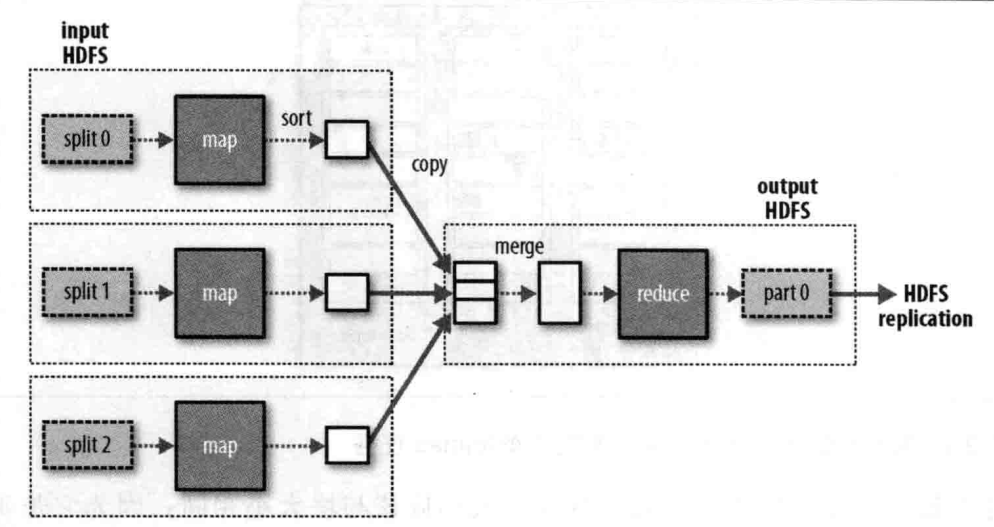 input
HDFS
split 0
map
sort
copy
split 1
map
split 2
map
merge
reduce
output
HDFS
part 0
HDFS
replication